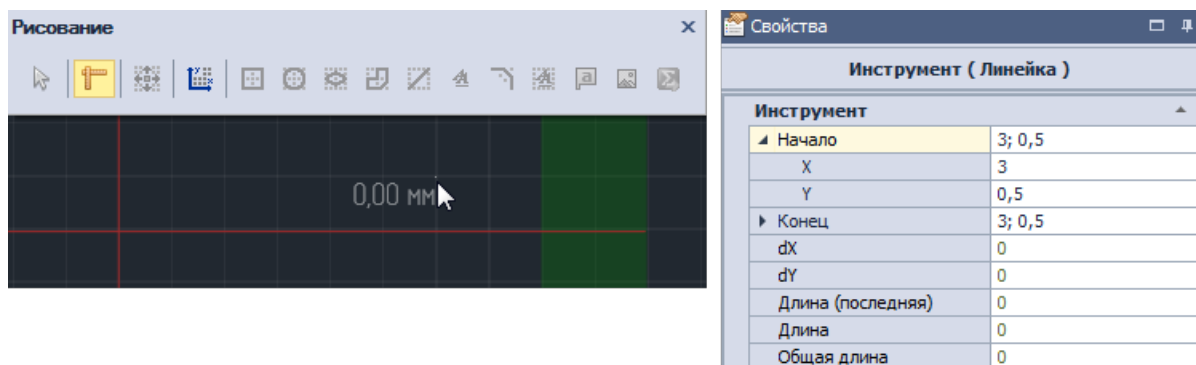 Рисование
0,00 мм
Свойства
Инструмент ( Линейка )
Инструмент
Начало 3; 0,5
X 3
Y 0,5
Конец 3; 0,5
dX 0
dY 0
Длина (последняя) 0
Длина 0
Общая длина 0